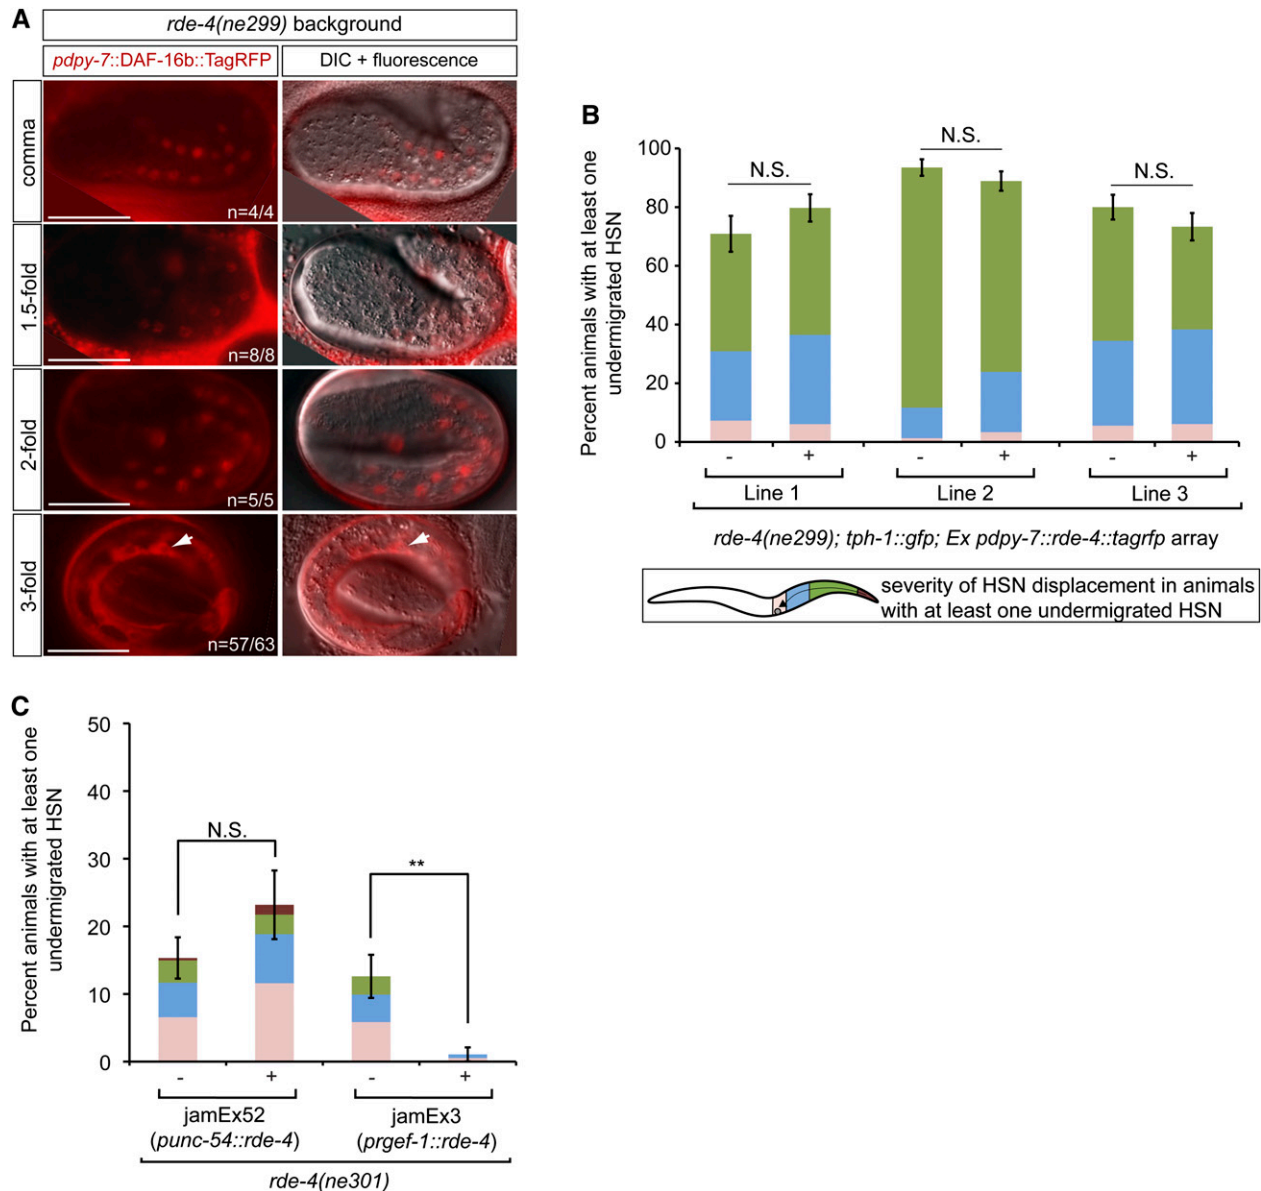 A
rde-4(ne299) background
pdpy-7::DAF-16b::TagRFP
DIC + fluorescence
comma
n=4/4
1.5-fold
n=8/8
2-fold
n=5/5
3-fold
n=57/63
B
Percent animals with at least one
undermigrated HSN
100
80
60
40
20
0
N.S.
N.S.
N.S.
- + - + - +
Line 1 Line 2 Line 3
rde-4(ne299); tph-1::gfp; Ex pdpy-7::rde-4::tagrfp array
severity of HSN displacement in animals
with at least one undermigrated HSN
C
Percent animals with at least one
undermigrated HSN
50
40
30
20
10
0
N.S.
**
- + - +
jamEx52 jamEx3
(punc-54::rde-4) (prgef-1::rde-4)
rde-4(ne301)